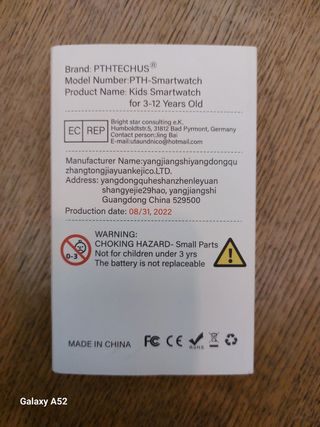 Brand: PTHTECHUS®
Model Number:PTH-Smartwatch
Product Name: Kids Smartwatch
for 3-12 Years Old
EC REP
Bright star consulting e.K.
Humboldtstr.5, 31812 Bad Pyrmont, Germany
Contact person:Jing Bai
E-mail:utaundnico@hotmail.com
Manufacturer Name:yangjiangshiyangdongqu
zhangtongjiayuankejico.LTD.
Address: yangdongquheshanzhenleyuan
shangyejie29hao, yangjiangshi
Guangdong China 529500
Production date: 08/31, 2022
WARNING:
CHOKING HAZARD- Small Parts
Not for children under 3 yrs
The battery is not replaceable
0-3
!
MADE IN CHINA
FC CE RoHS
Galaxy A52